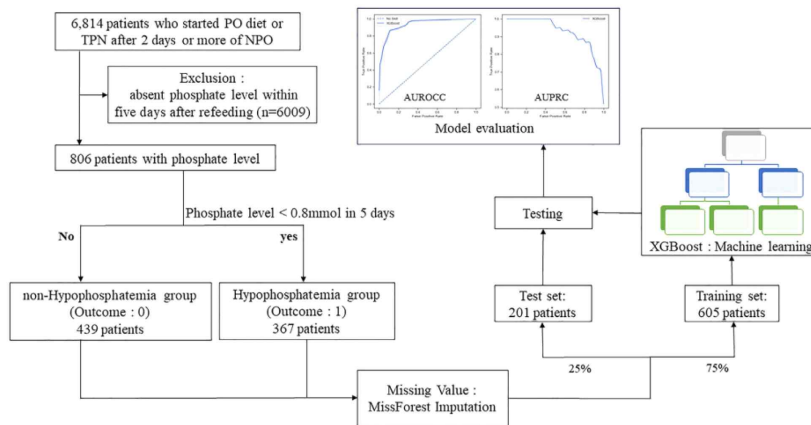 6,814 patients who started PO diet or
TPN after 2 days or more of NPO
Exclusion :
absent phosphate level within
five days after refeeding (n=6009)
806 patients with phosphate level
Phosphate level < 0.8mmol in 5 days
No
yes
non-Hypophosphatemia group
(Outcome : 0)
439 patients
Hypophosphatemia group
(Outcome : 1)
367 patients
Missing Value :
MissForest Imputation
25%
75%
Test set:
201 patients
Training set:
605 patients
XGBoost : Machine learning
Testing
AUROCC
AUPRC
Model evaluation